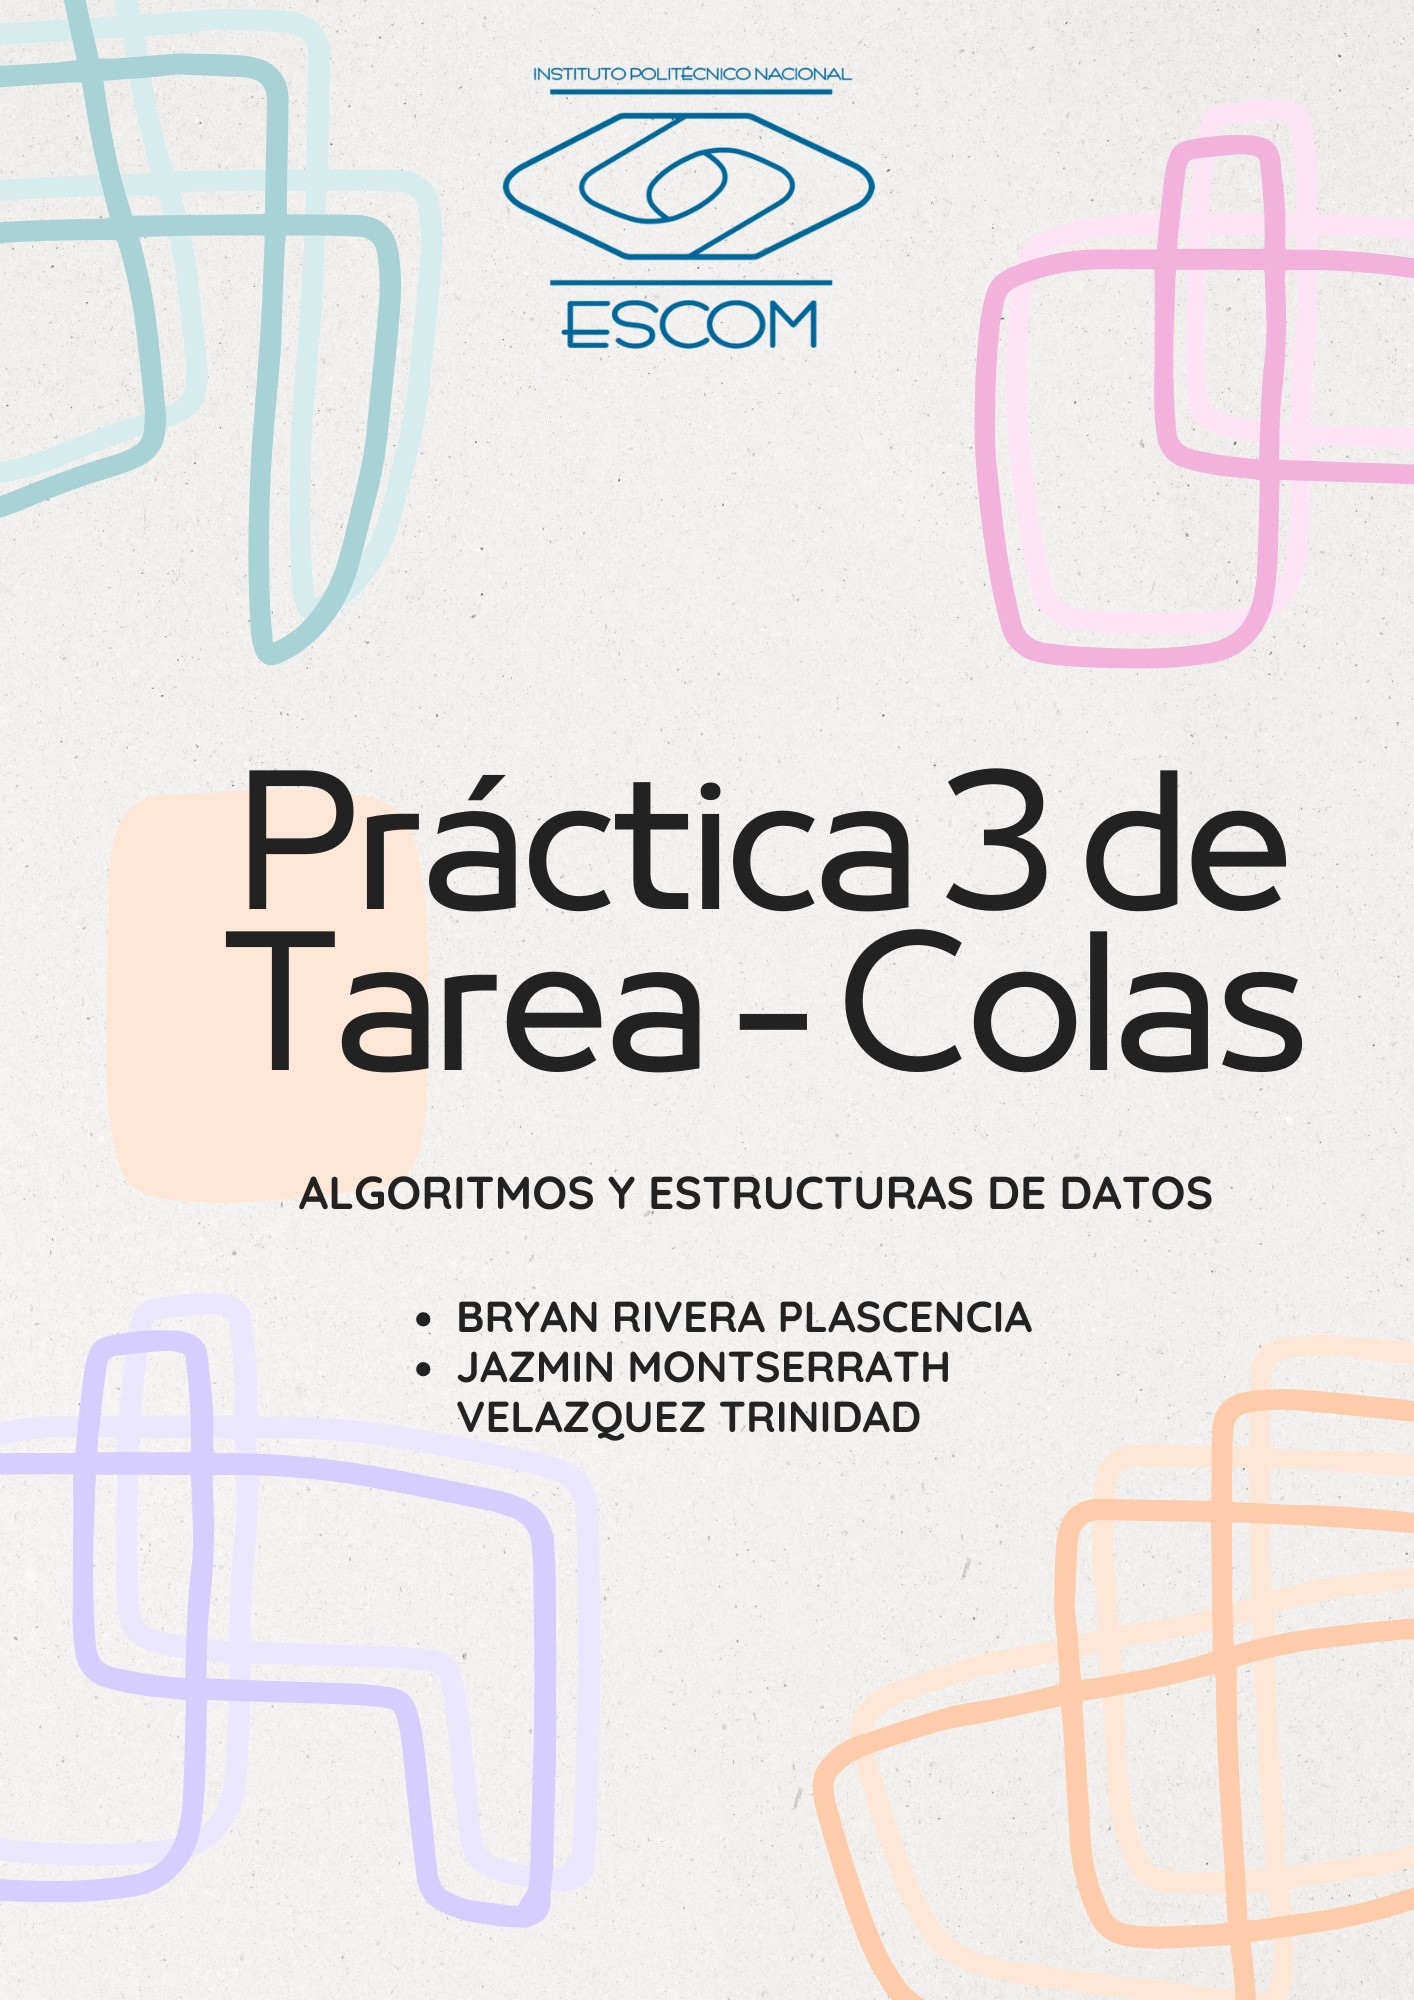 INSTITUTO POLITÉCNICO NACIONAL
ESCOM
Práctica 3 de
Tarea - Colas
ALGORITMOS Y ESTRUCTURAS DE DATOS
• BRYAN RIVERA PLASCENCIA
• JAZMIN MONTSERRATH
VELAZQUEZ TRINIDAD